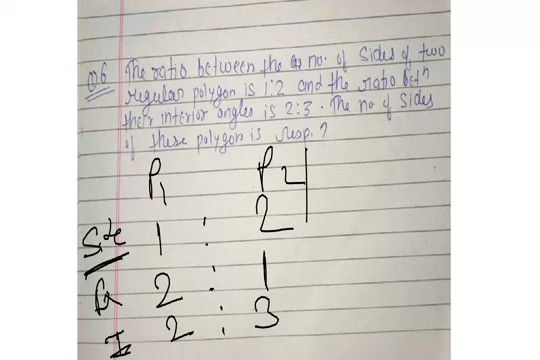 Q6 The ratio between the no. of sides of two
regular polygon is 1:2 and the ratio betn
their interior angles is 2:3. The no of sides
of these polygon is resp.?
P1 P2
Side 1 : 2
2 : 1
I 2 : 3